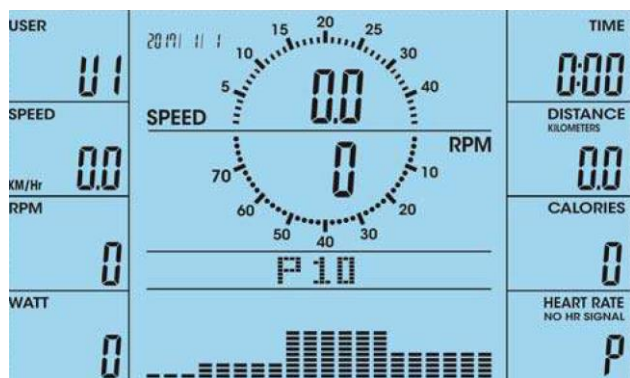 USER
U1
SPEED
KM/Hr 0.0
RPM
0
WATT
0
2019/ 1/ 1
5 10 15 20 25 30 40
SPEED 0.0
0 RPM
10 20 30 40 50 60 70
P10
TIME
0:00
DISTANCE
KILOMETERS
0.0
CALORIES
0
HEART RATE
NO HR SIGNAL
P